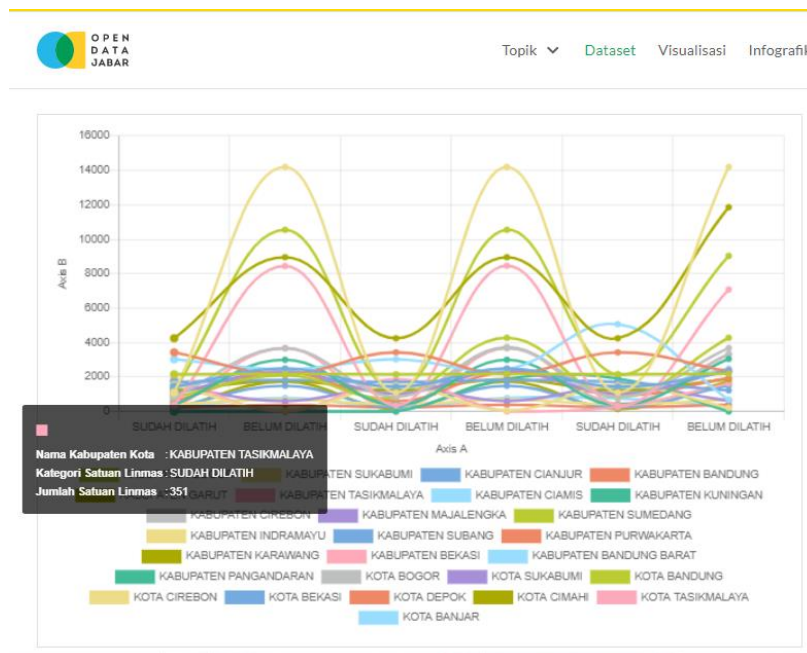 OPEN
DATA
JABAR
Topik Dataset Visualisasi Infografik
16000
14000
12000
10000
8000
6000
4000
2000
0
Axis B
SUDAH DILATIH BELUM DILATIH SUDAH DILATIH BELUM DILATIH SUDAH DILATIH BELUM DILATIH
Axis A
Nama Kabupaten Kota : KABUPATEN TASIKMALAYA
Kategori Satuan Linmas : SUDAH DILATIH
Jumlah Satuan Linmas : 351
KABUPATEN SUKABUMI KABUPATEN CIANJUR KABUPATEN BANDUNG
GARUT KABUPATEN TASIKMALAYA KABUPATEN CIAMIS KABUPATEN KUNINGAN
KABUPATEN CIREBON KABUPATEN MAJALENGKA KABUPATEN SUMEDANG
KABUPATEN INDRAMAYU KABUPATEN SUBANG KABUPATEN PURWAKARTA
KABUPATEN KARAWANG KABUPATEN BEKASI KABUPATEN BANDUNG BARAT
KABUPATEN PANGANDARAN KOTA BOGOR KOTA SUKABUMI KOTA BANDUNG
KOTA CIREBON KOTA BEKASI KOTA DEPOK KOTA CIMAHI KOTA TASIKMALAYA
KOTA BANJAR